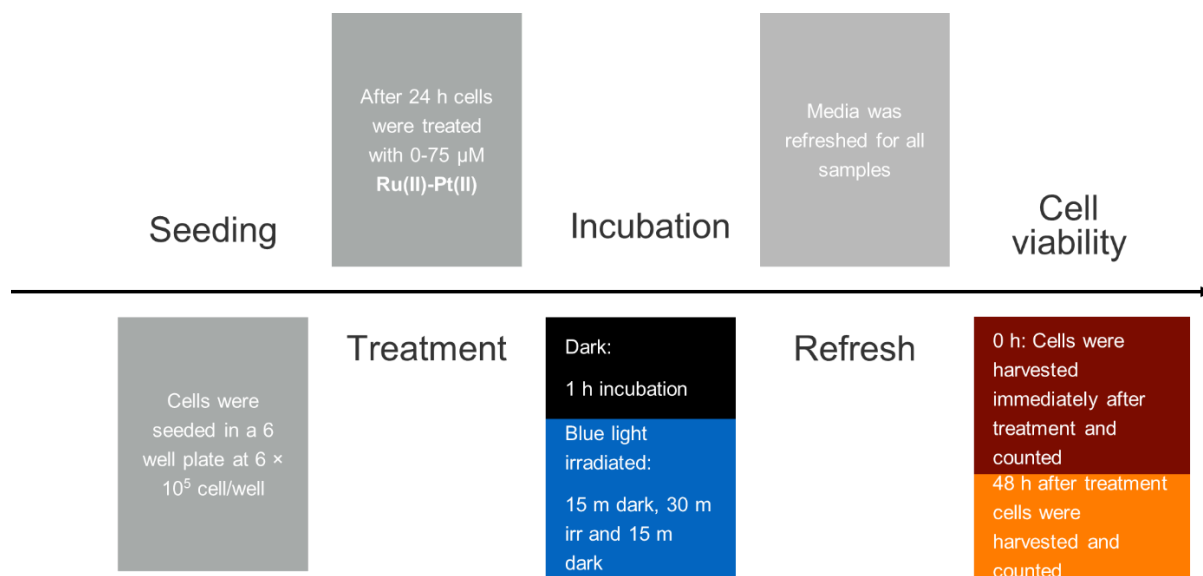 After 24 h cells
were treated
with 0-75 µM
Ru(II)-Pt(II)
Media was
refreshed for all
samples
Seeding
Incubation
Cell
viability
Cells were
seeded in a 6
well plate at 6 ×
10⁵ cell/well
Treatment
Dark:
1 h incubation
Blue light
irradiated:
15 m dark, 30 m
irr and 15 m
dark
Refresh
0 h: Cells were
harvested
immediately after
treatment and
counted
48 h after treatment
cells were
harvested and
counted